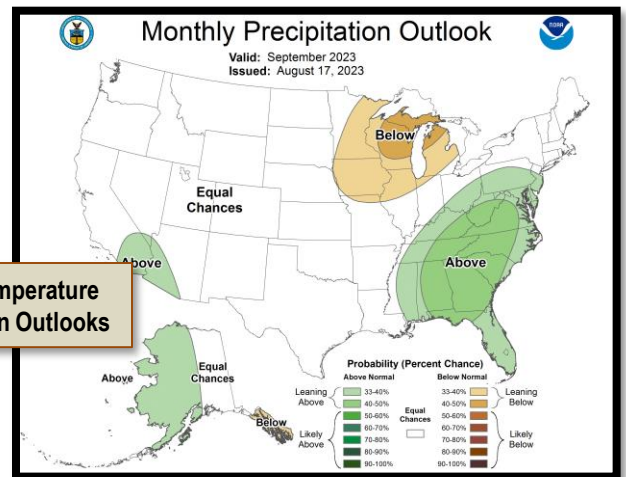 Monthly Precipitation Outlook
Valid: September 2023
Issued: August 17, 2023
Below
Equal
Chances
Above
Above
mperature
n Outlooks
Above
Equal
Chances
Below
Probability (Percent Chance)
Above Normal
Below Normal
Leaning
Above
33-40%
40-50%
50-60%
60-70%
70-80%
80-90%
90-100%
Likely
Above
Equal
Chances
33-40%
40-50%
50-60%
60-70%
70-80%
80-90%
90-100%
Leaning
Below
Likely
Below